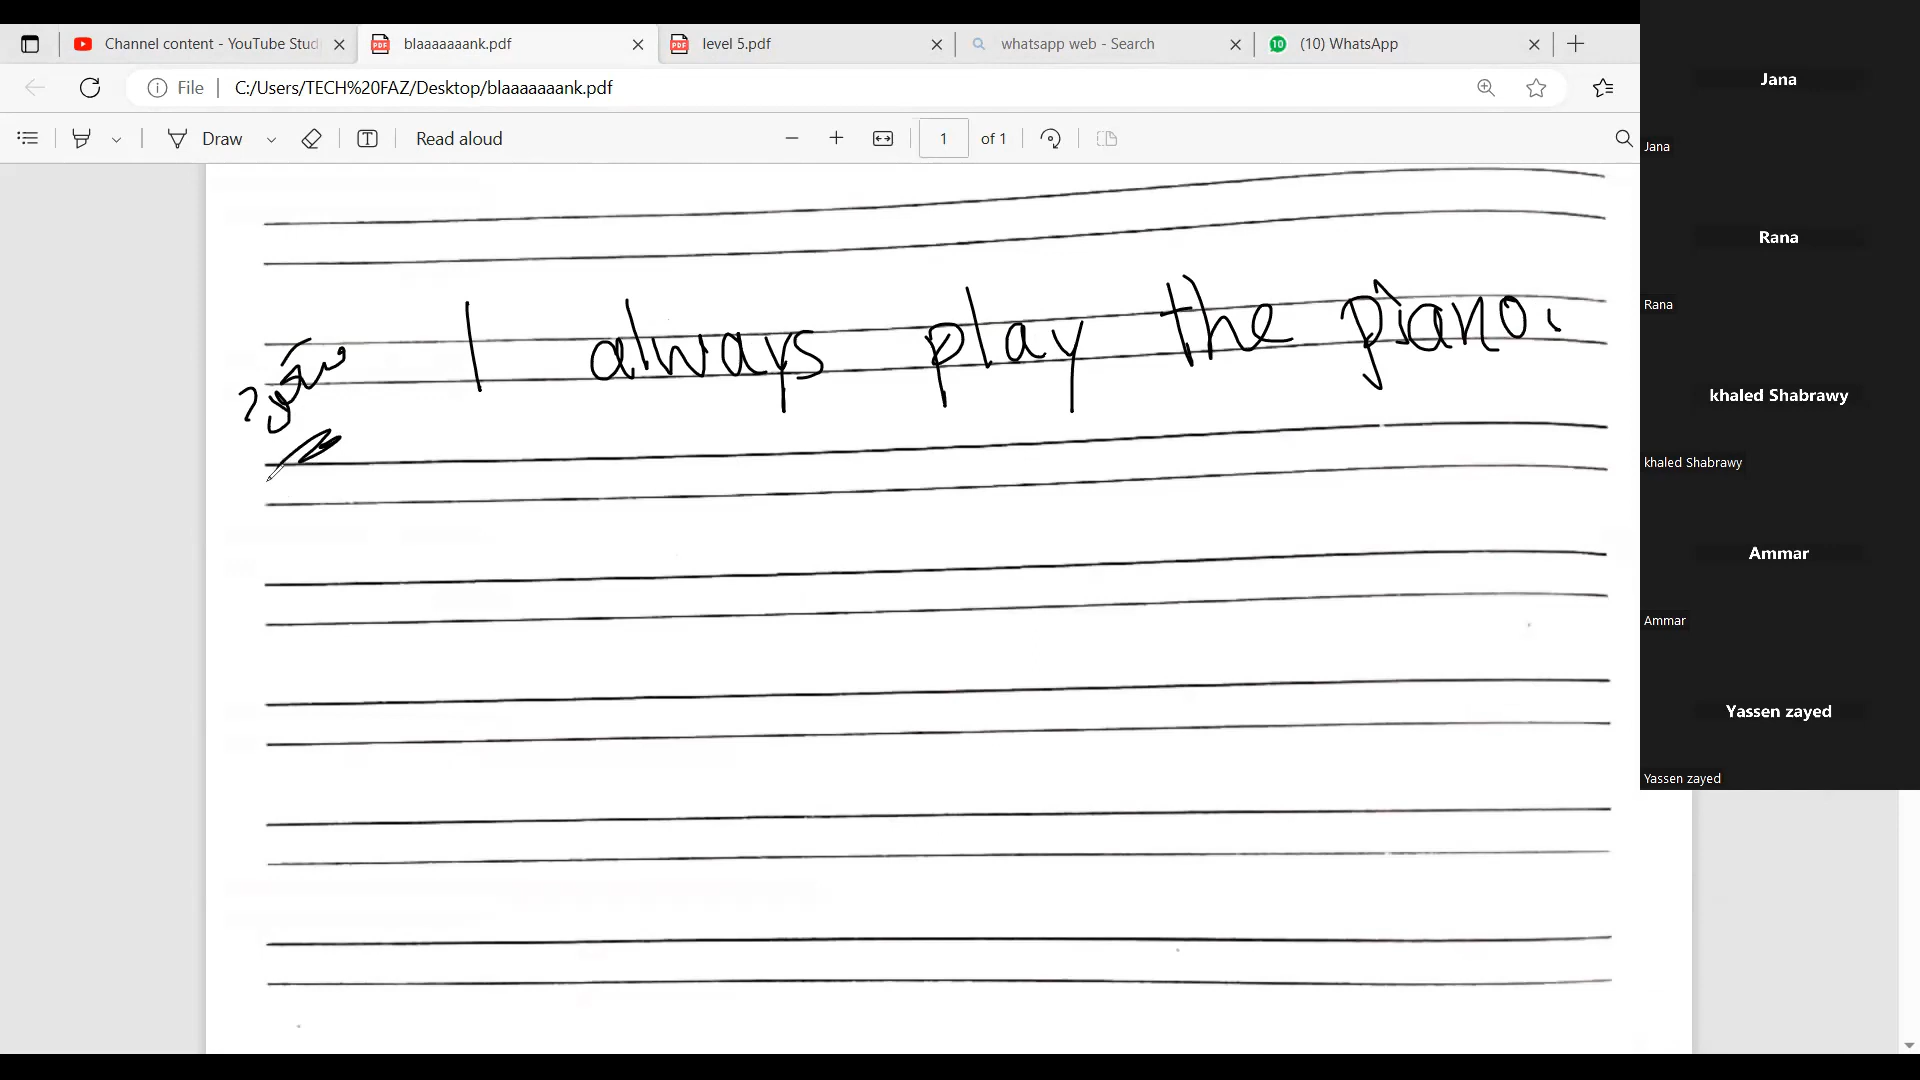 Channel content - YouTube Stud
blaaaaaaank.pdf
level 5.pdf
whatsapp web - Search
10
(10) WhatsApp
File
C:/Users/TECH%20FAZ/Desktop/blaaaaaaank.pdf
Draw
Read aloud
1
of 1
I always play the piano.
Jana
Jana
Rana
Rana
khaled Shabrawy
khaled Shabrawy
Ammar
Ammar
Yassen zayed
Yassen zayed